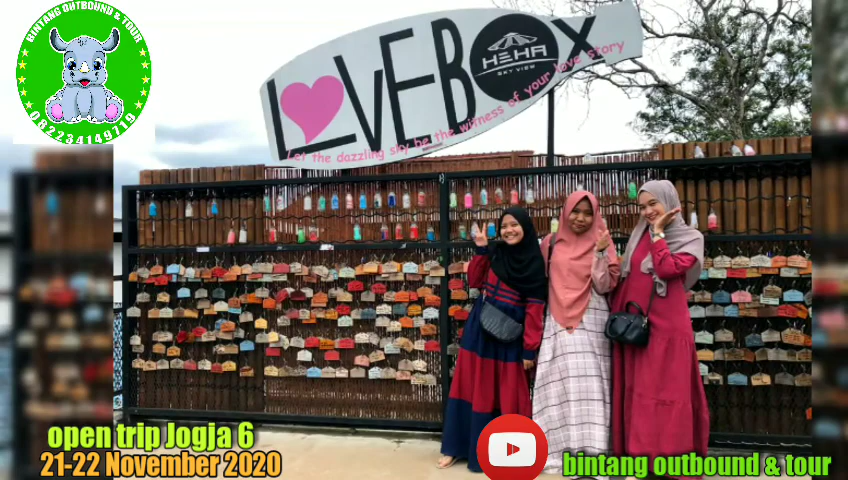 BINTANG OUTBOUND & TOUR
082234149719
LOVEBOX
HEHA
SKY VIEW
Let the dazzling sky be the witness of your love story
open trip Jogja 6
21-22 November 2020
bintang outbound & tour